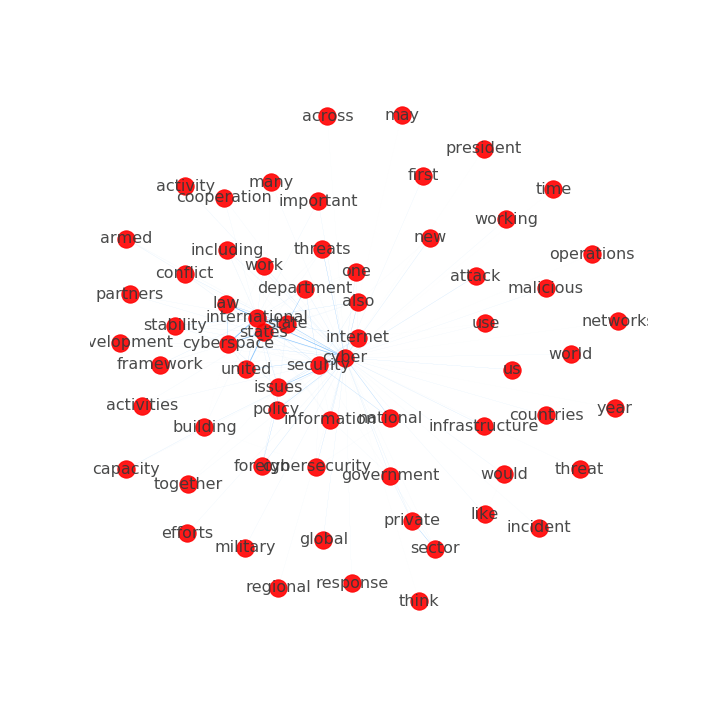 across
may
president
first
time
activity
cooperation
many
important
working
armed
including
threats
new
operations
conflict
work
one
attack
malicious
partners
department
also
law
international
stability
state
use
networks
states
velopment
cyberspace
internet
world
framework
united
security
cyber
us
issues
activities
policy
information
national
building
infrastructure
countries
year
capacity
foreign
cybersecurity
government
would
threat
together
private
like
incident
efforts
military
global
sector
regional
response
think